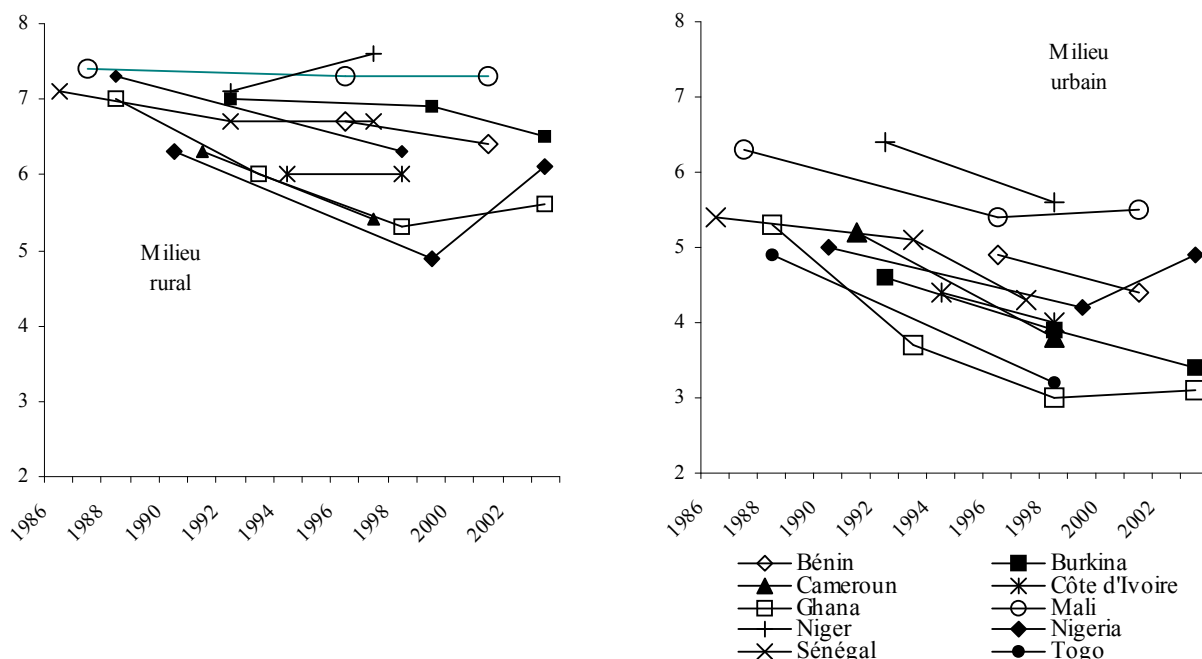 8
7
6
5
4
3
2
Milieu
rural
1986
1988
1990
1992
1994
1996
1998
2000
2002
8
7
6
5
4
3
2
Milieu
urbain
1986
1988
1990
1992
1994
1996
1998
2000
2002
Bénin
Burkina
Cameroun
Côte d'Ivoire
Ghana
Mali
Niger
Nigeria
Sénégal
Togo